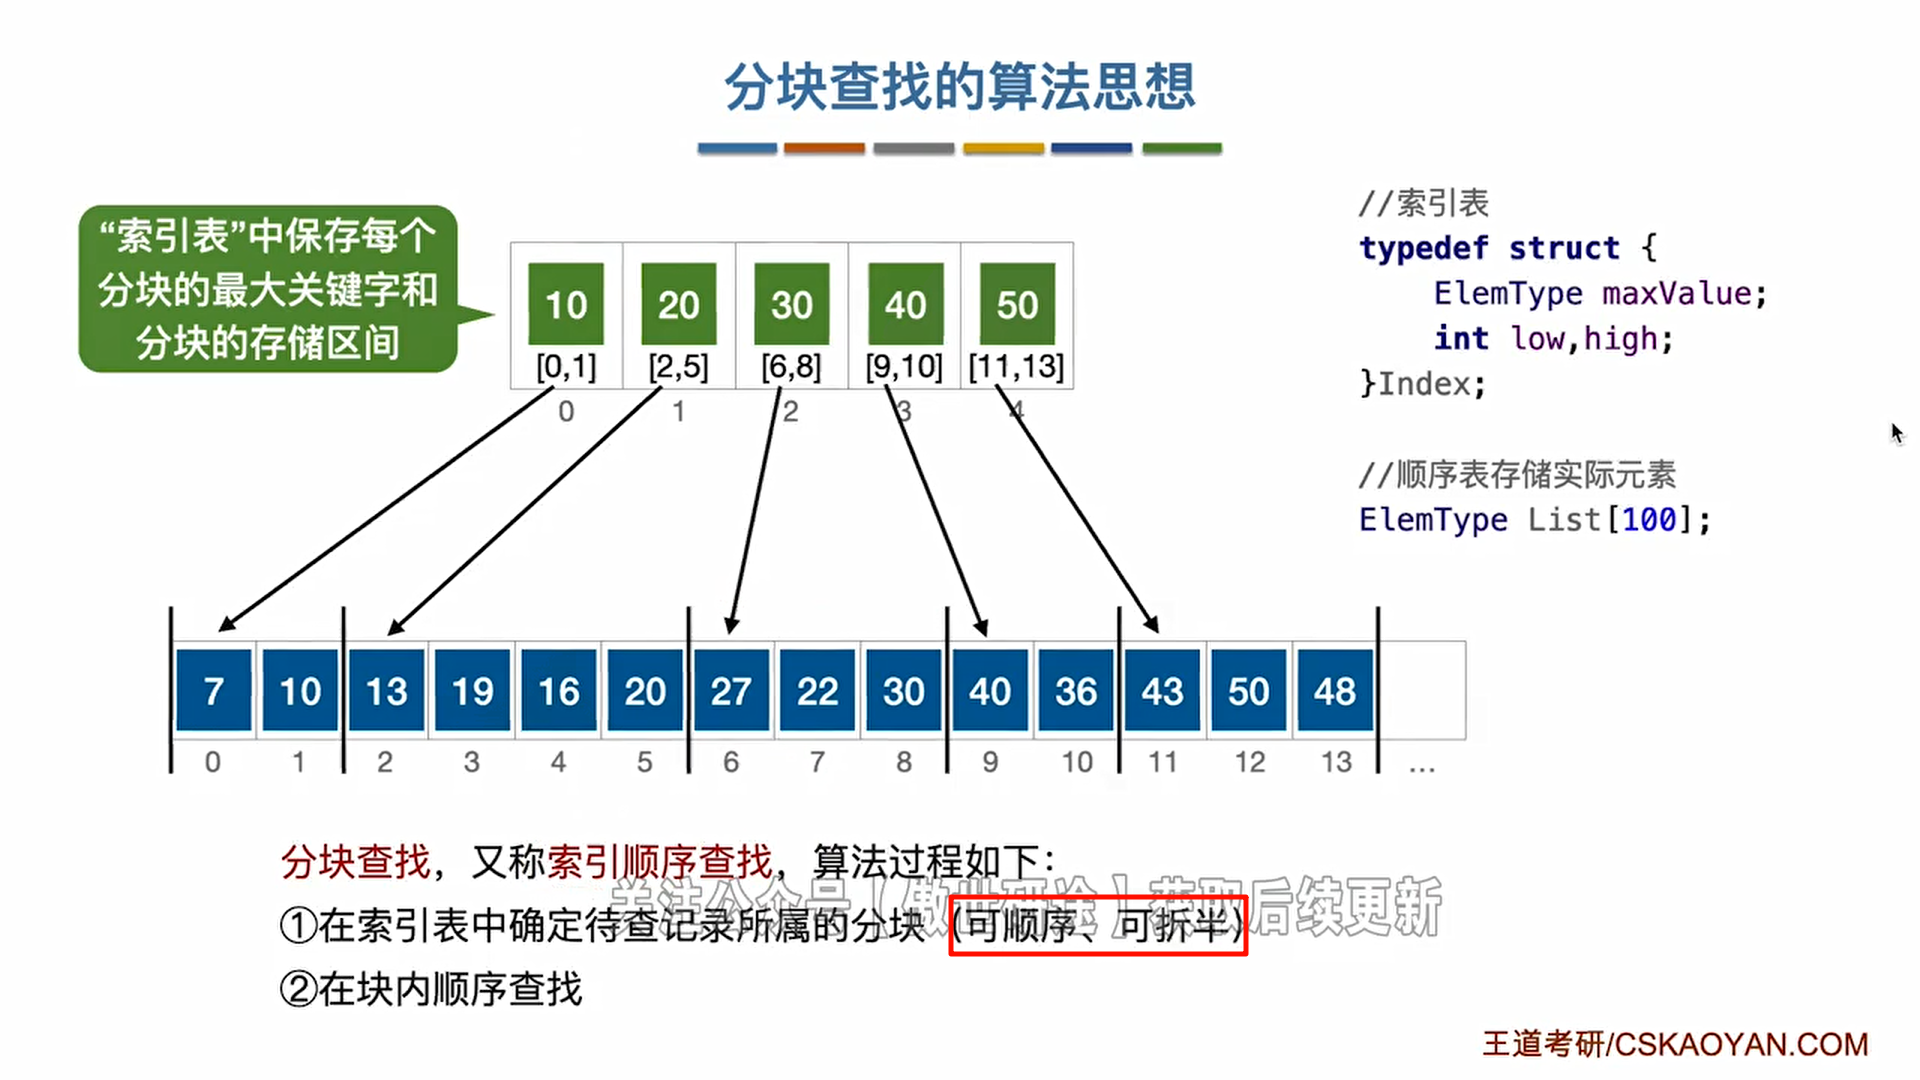 分块查找的算法思想
“索引表”中保存每个
分块的最大关键字和
分块的存储区间
10 20 30 40 50
[0,1] [2,5] [6,8] [9,10] [11,13]
0 1 2 3 4
//索引表
typedef struct {
ElemType maxValue;
int low,high;
}Index;
//顺序表存储实际元素
ElemType List[100];
7 10 13 19 16 20 27 22 30 40 36 43 50 48
0 1 2 3 4 5 6 7 8 9 10 11 12 13 ...
分块查找，又称索引顺序查找，算法过程如下：
关注公众号【傲世研途】获取后续更新
①在索引表中确定待查记录所属的分块（可顺序、可折半）
②在块内顺序查找
王道考研/CSKAOYAN.COM